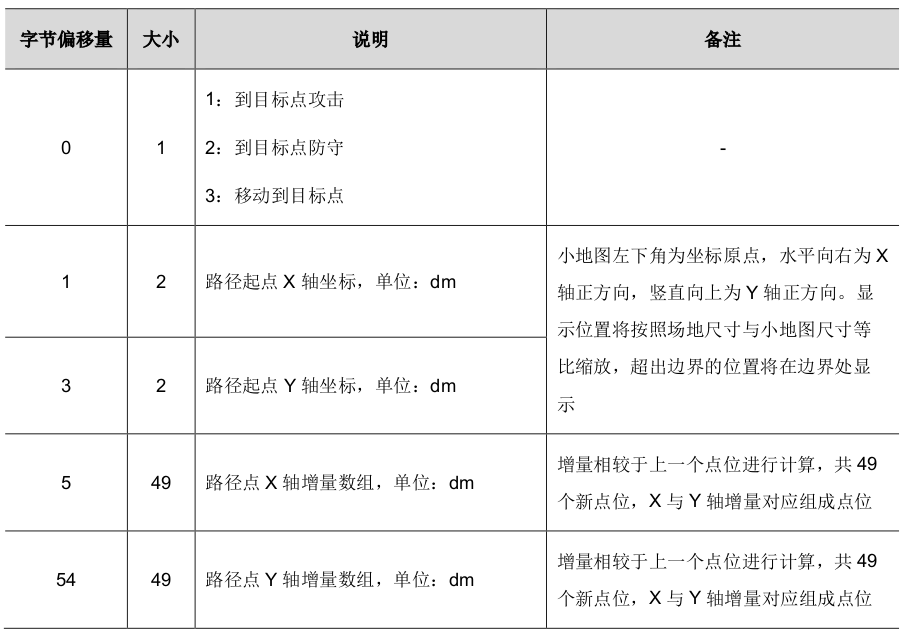 字节偏移量 大小 说明 备注
0 1 1：到目标点攻击
2：到目标点防守
3：移动到目标点
-
1 2 路径起点 X 轴坐标，单位：dm
小地图左下角为坐标原点，水平向右为 X
轴正方向，竖直向上为 Y 轴正方向。显
示位置将按照场地尺寸与小地图尺寸等
比缩放，超出边界的位置将在边界处显
示
3 2 路径起点 Y 轴坐标，单位：dm
5 49 路径点 X 轴增量数组，单位：dm
增量相较于上一个点位进行计算，共 49
个新点位，X 与 Y 轴增量对应组成点位
54 49 路径点 Y 轴增量数组，单位：dm
增量相较于上一个点位进行计算，共 49
个新点位，X 与 Y 轴增量对应组成点位